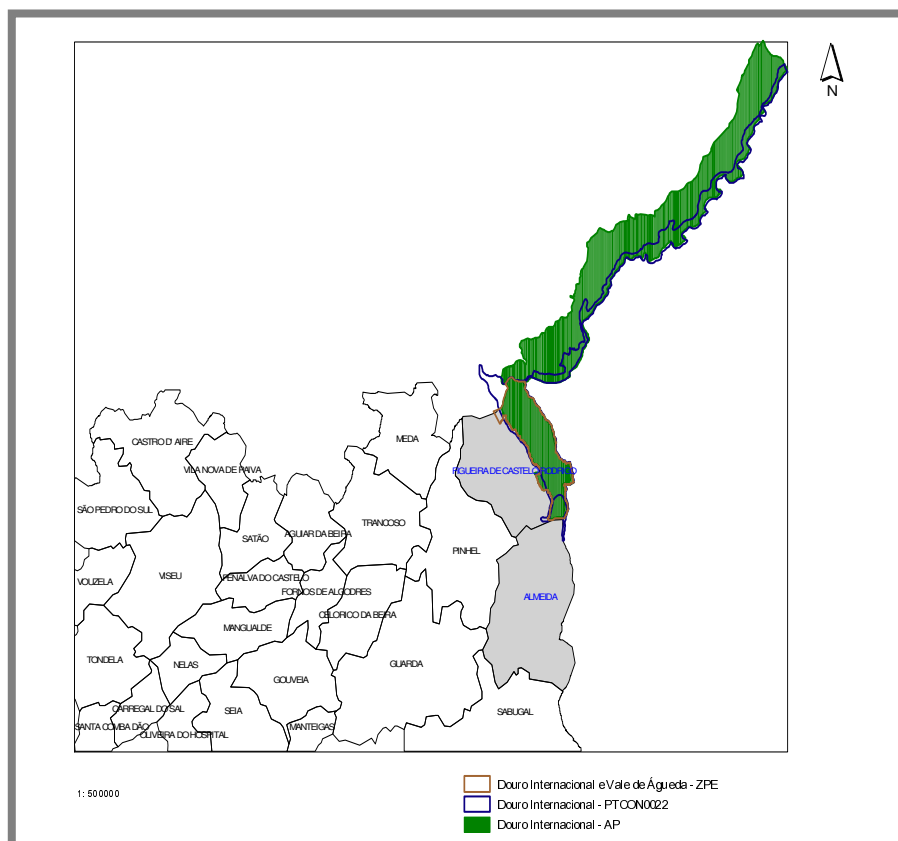 N
MEDA
CASTRO D' AIRE
VILA NOVA DE PAIVA
FIGUEIRA DE CASTELO RODRIGO
SÃO PEDRO DO SUL
TRANCOSO
AGUIAR DA BEIRA
SATÃO
PINHEL
VISEU
PENALVA DO CASTELO
VOUZELA
FORNOS DE ALGODRES
ALMEIDA
CELORICO DA BEIRA
MANGUALDE
TONDELA
NELAS
GUARDA
GOUVEIA
CARREGAL DO SAL
SEIA
SABUGAL
SANTA COMBA DÃO
MANTEIGAS
OLIVEIRA DO HOSPITAL
1: 500000
Douro Internacional e Vale de Águeda - ZPE
Douro Internacional - PTCON0022
Douro Internacional - AP